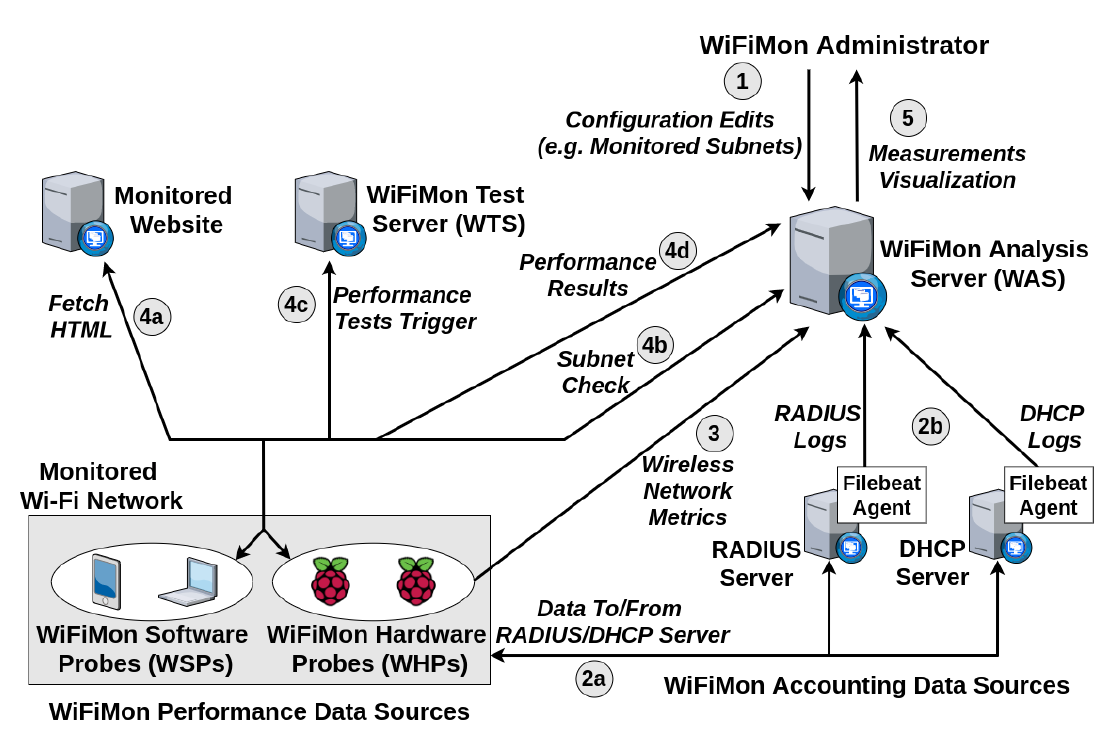 WiFiMon Administrator
1
Configuration Edits
(e.g. Monitored Subnets)
5
Measurements
Visualization
Monitored
Website
WiFiMon Test
Server (WTS)
WiFiMon Analysis
Server (WAS)
Fetch
HTML
4a
4c
Performance
Tests Trigger
Performance
Results
4d
Subnet
Check
4b
3
Wireless
Network
Metrics
RADIUS
Logs
2b
DHCP
Logs
Monitored
Wi-Fi Network
Filebeat
Agent
Filebeat
Agent
RADIUS
Server
DHCP
Server
WiFiMon Software
Probes (WSPs)
WiFiMon Hardware
Probes (WHPs)
Data To/From
RADIUS/DHCP Server
2a
WiFiMon Accounting Data Sources
WiFiMon Performance Data Sources